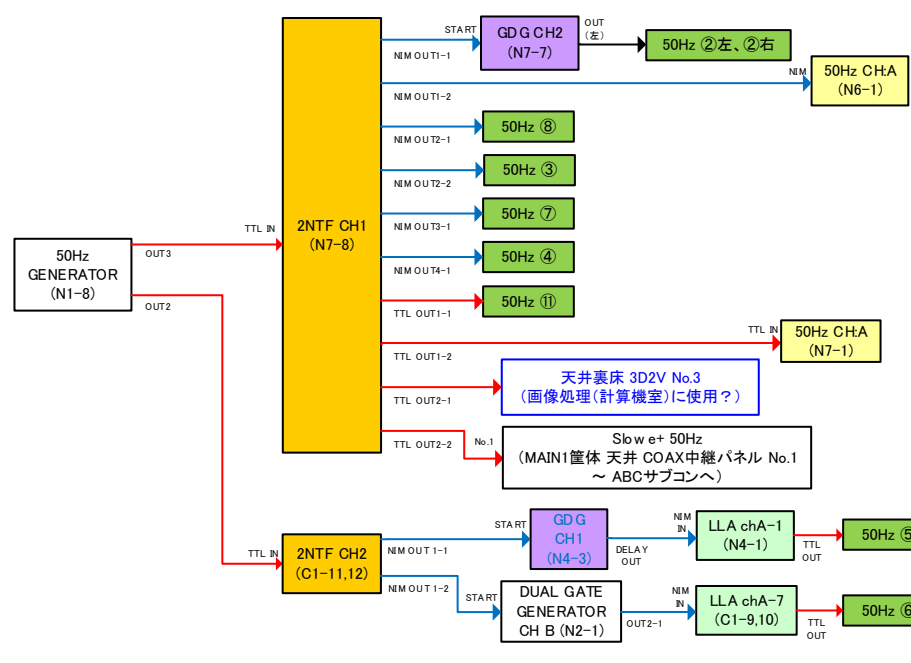 START
OUT
(左)
GDG CH2
(N7-7)
NIM OUT1-1
50Hz ②左、②右
NIM
50Hz CH:A
(N6-1)
NIM OUT1-2
50Hz ⑧
NIM OUT2-1
50Hz ③
NIM OUT2-2
50Hz ⑦
NIM OUT3-1
50Hz ④
NIM OUT4-1
50Hz ⑪
TTL OUT1-1
2NTF CH1
(N7-8)
TTL IN
OUT3
50Hz
GENERATOR
(N1-8)
OUT2
TTL IN
50Hz CH:A
(N7-1)
TTL OUT1-2
天井裏床 3D2V No.3
(画像処理(計算機室)に使用?)
TTL OUT2-1
No.1
TTL OUT2-2
Slow e+ 50Hz
(MAIN1筐体 天井 COAX中継パネル No.1
~ ABCサブコンへ)
TTL IN
2NTF CH2
(C1-11,12)
NIM OUT 1-1
START
GDG
CH1
(N4-3)
DELAY
OUT
NIM
IN
LLA chA-1
(N4-1)
TTL
OUT
50Hz ⑤
NIM OUT 1-2
START
DUAL GATE
GENERATOR
CH B (N2-1)
OUT2-1
NIM
IN
LLA chA-7
(C1-9,10)
TTL
OUT
50Hz ⑥